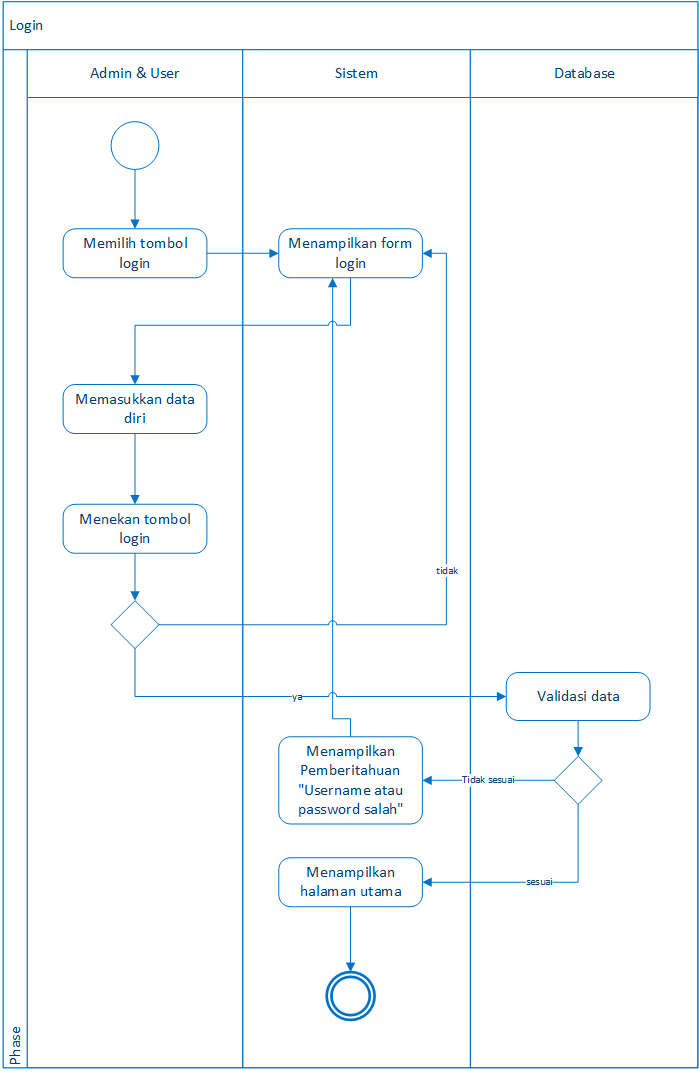 Login
Admin & User
Sistem
Database
Memilih tombol
login
Menampilkan form
login
Memasukkan data
diri
Menekan tombol
login
tidak
ya
Validasi data
Menampilkan
Pemberitahuan
"Username atau
password salah"
Tidak sesuai
Menampilkan
halaman utama
sesuai
Phase